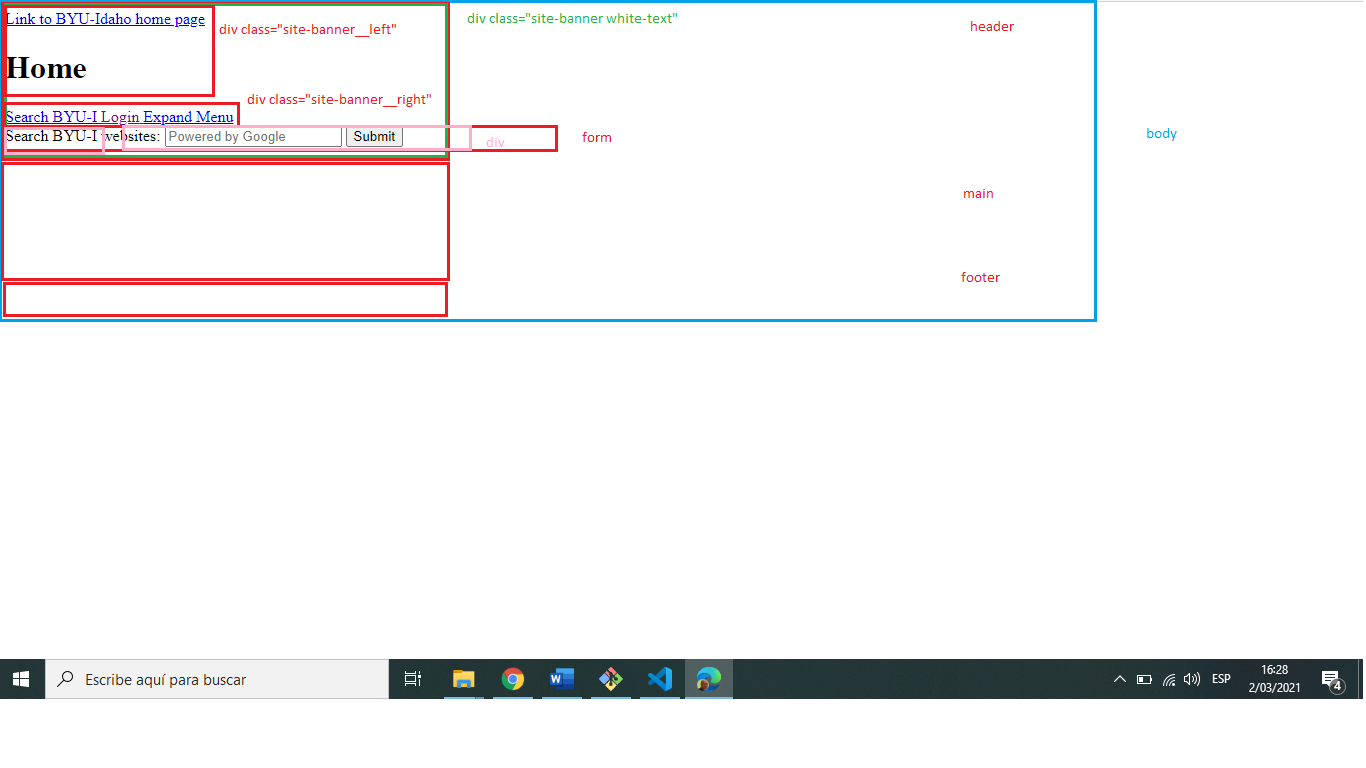 Link to BYU-Idaho home page
div class="site-banner__left"
div class="site-banner white-text"
header
Home
div class="site-banner__right"
Search BYU-I Login Expand Menu
Search BYU-I websites: Powered by Google Submit
div
form
body
main
footer
Escribe aquí para buscar
ESP
16:28
2/03/2021
4